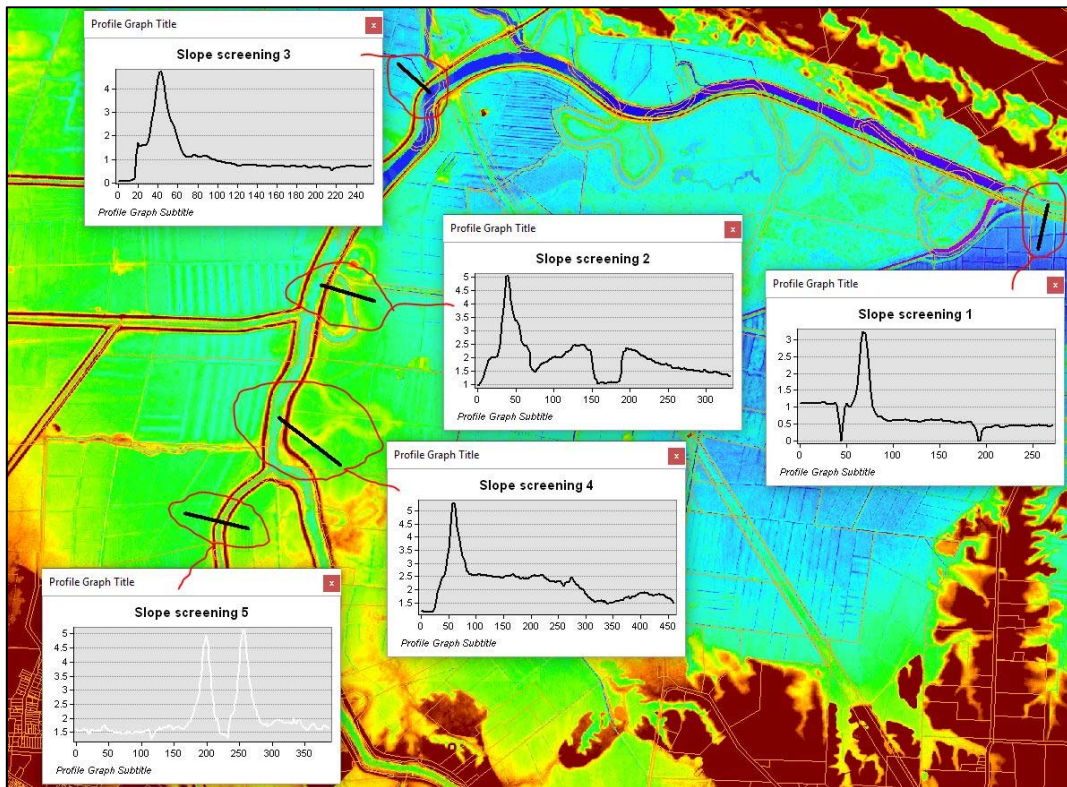 Profile Graph Title
x
Slope screening 3
4
3
2
1
0
0 20 40 60 80 100 120 140 160 180 200 220 240
Profile Graph Subtitle
Profile Graph Title
x
Slope screening 2
5
4.5
4
3.5
3
2.5
2
1.5
1
0 50 100 150 200 250 300
Profile Graph Subtitle
Profile Graph Title
x
Slope screening 1
3
2.5
2
1.5
1
0.5
0
0 50 100 150 200 250
Profile Graph Subtitle
Profile Graph Title
x
Slope screening 4
5
4.5
4
3.5
3
2.5
2
1.5
0 50 100 150 200 250 300 350 400 450
Profile Graph Subtitle
Profile Graph Title
x
Slope screening 5
5
4.5
4
3.5
3
2.5
2
1.5
0 50 100 150 200 250 300 350
Profile Graph Subtitle